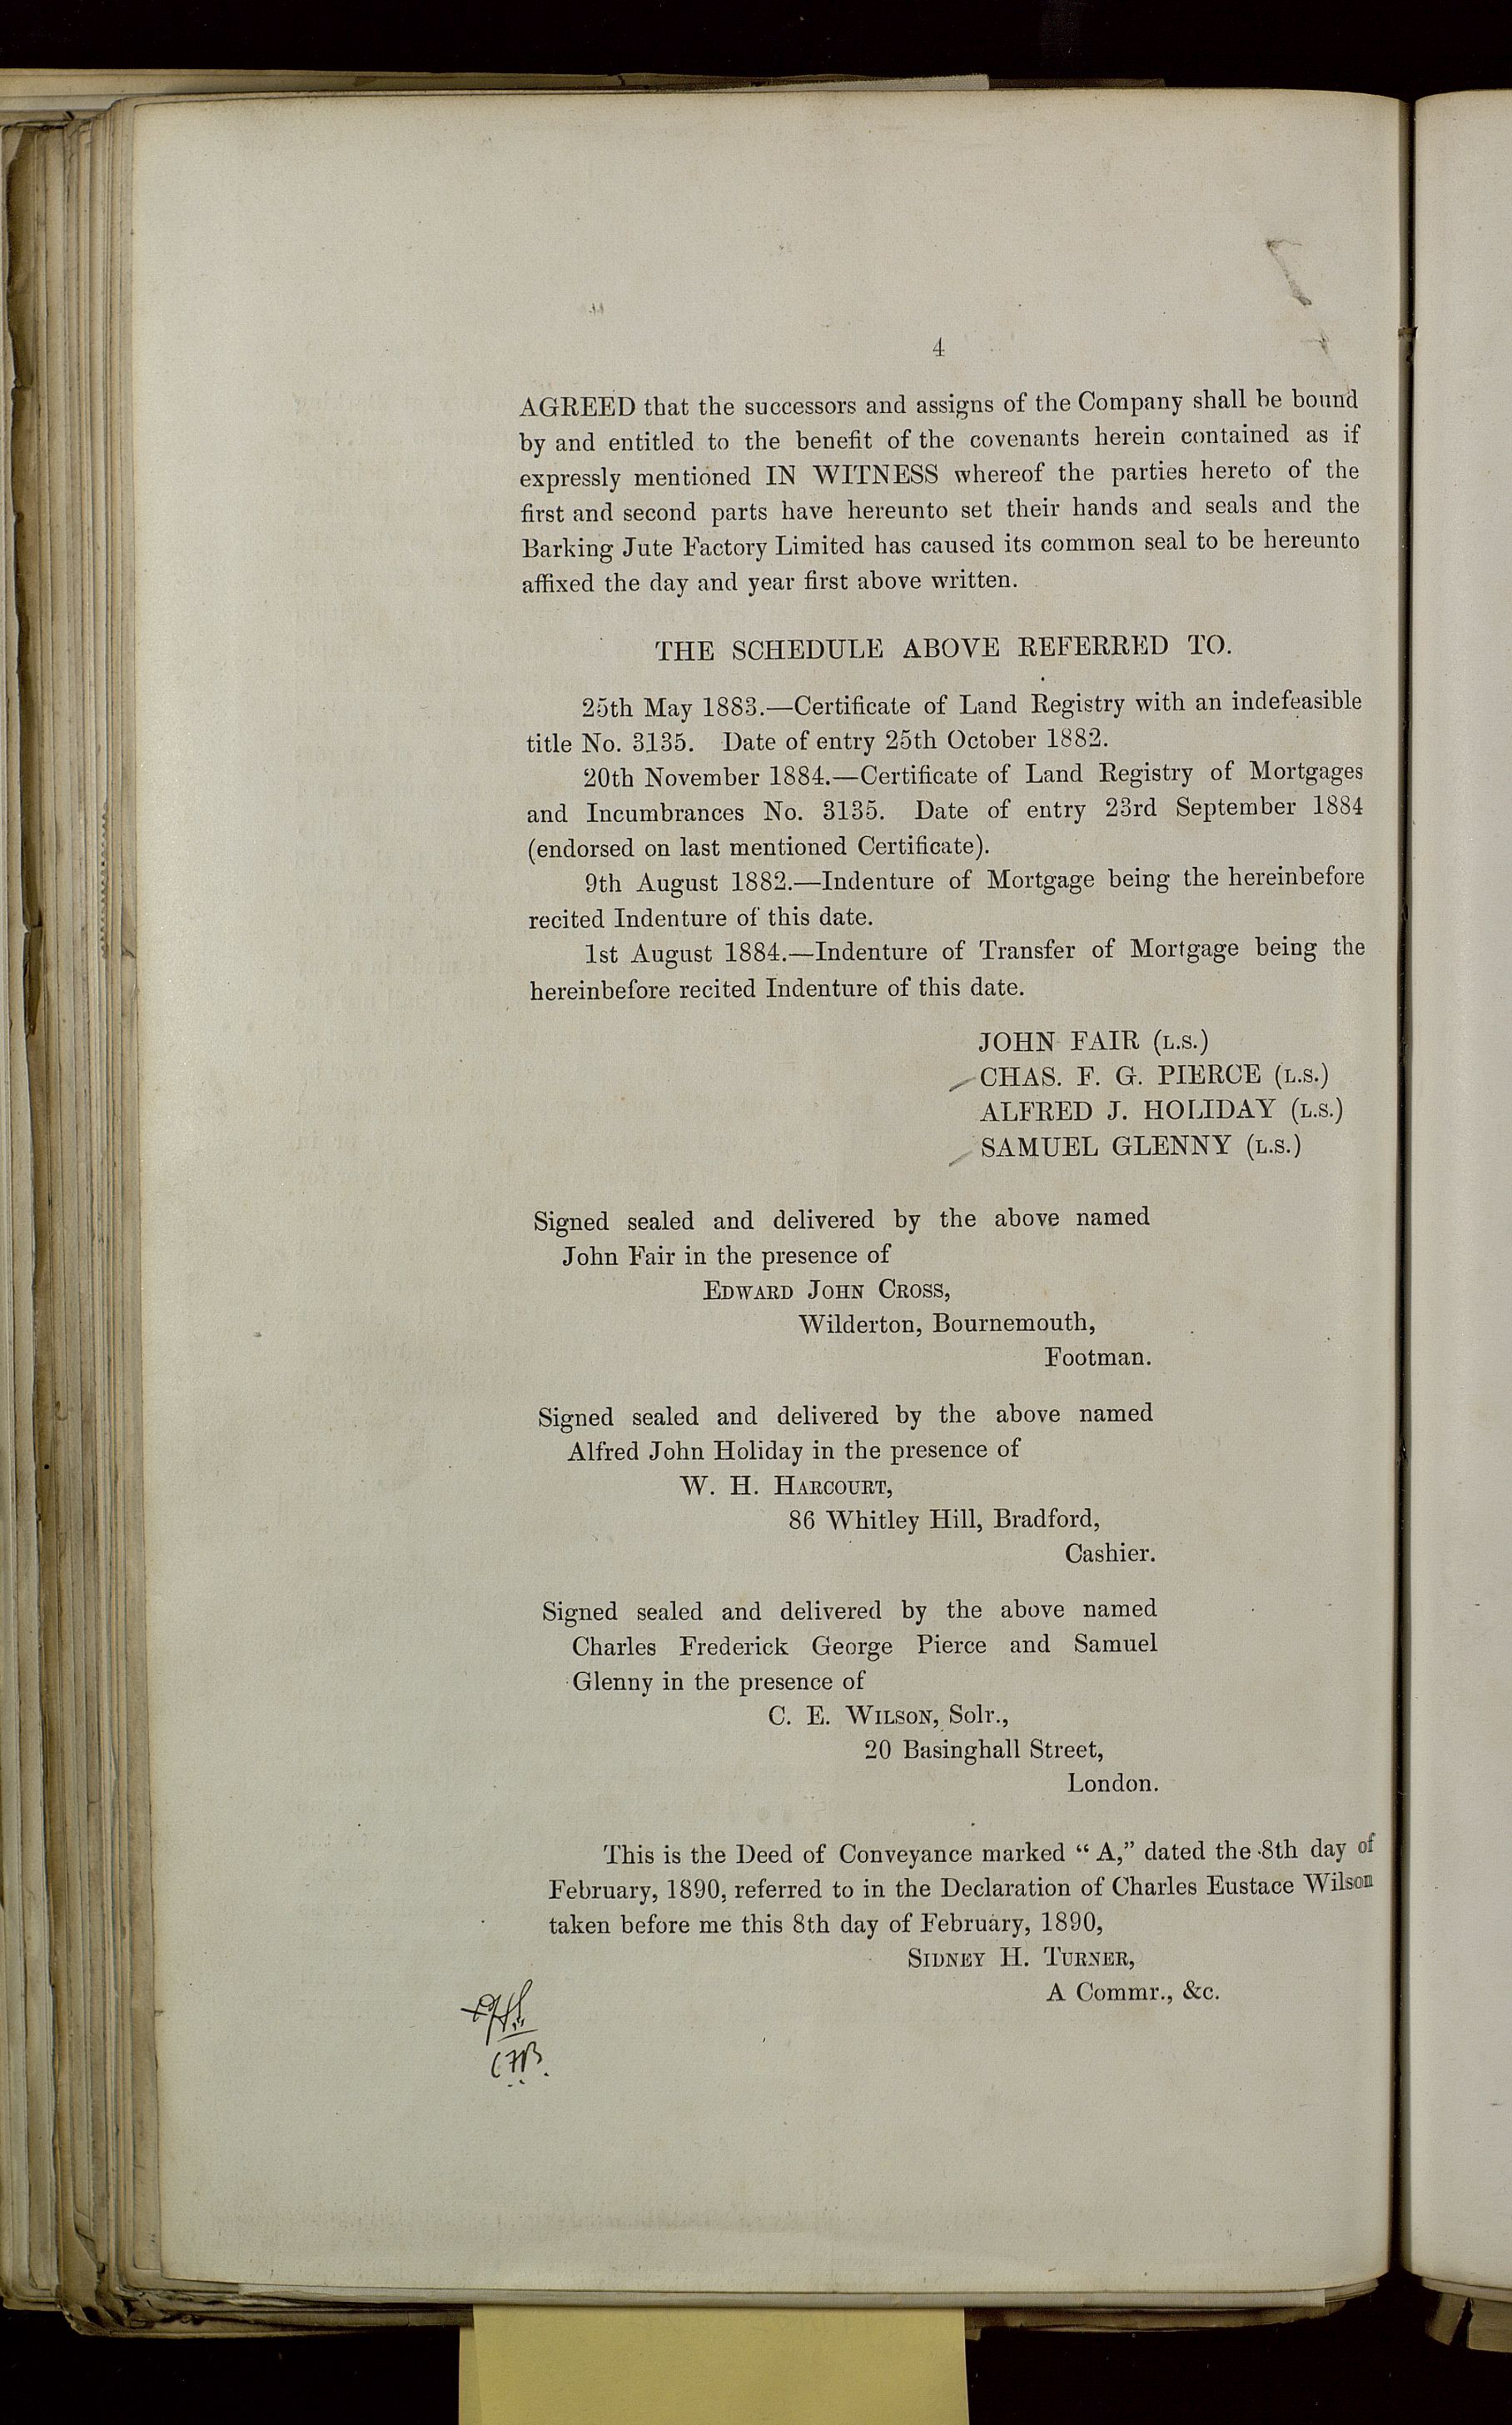 4
AGREED that the successors and assigns of the Company shall be bound
by and entitled to the benefit of the covenants herein contained as if
expressly mentioned IN WITNESS whereof the parties hereto of the
first and second parts have hereunto set their hands and seals and the
Barking Jute Factory Limited has caused its common seal to be hereunto
affixed the day and year first above written.
THE SCHEDULE ABOVE REFERRED TO.
25th May 1883.—Certificate of Land Registry with an indefeasible
title No. 3135. Date of entry 25th October 1882.
20th November 1884.—Certificate of Land Registry of Mortgages
and Incumbrances No. 3135. Date of entry 23rd September 1884
(endorsed on last mentioned Certificate).
9th August 1882.—Indenture of Mortgage being the hereinbefore
recited Indenture of this date.
1st August 1884.—Indenture of Transfer of Mortgage being the
hereinbefore recited Indenture of this date.
JOHN FAIR (L.S.)
CHAS. F. G. PIERCE (L.S.)
ALFRED J. HOLIDAY (L.S.)
SAMUEL GLENNY (L.S.)
Signed sealed and delivered by the above named
John Fair in the presence of
EDWARD JOHN CROSS,
Wilderton, Bournemouth,
Footman.
Signed sealed and delivered by the above named
Alfred John Holiday in the presence of
W. H. HARCOURT,
86 Whitley Hill, Bradford,
Cashier.
Signed sealed and delivered by the above named
Charles Frederick George Pierce and Samuel
Glenny in the presence of
C. E. WILSON, Solr.,
20 Basinghall Street,
London.
This is the Deed of Conveyance marked “ A,” dated the 8th day of
February, 1890, referred to in the Declaration of Charles Eustace Wilson
taken before me this 8th day of February, 1890,
SIDNEY H. TURNER,
A Commr., &c.